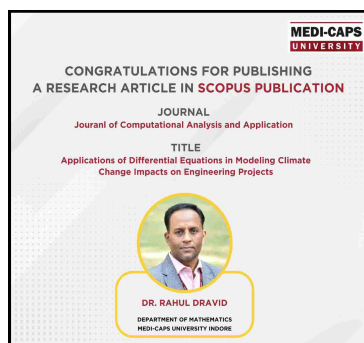 MEDI-CAPS
UNIVERSITY
CONGRATULATIONS FOR PUBLISHING
A RESEARCH ARTICLE IN SCOPUS PUBLICATION
JOURNAL
Jouranl of Computational Analysis and Application
TITLE
Applications of Differential Equations in Modeling Climate
Change Impacts on Engineering Projects
DR. RAHUL DRAVID
DEPARTMENT OF MATHEMATICS
MEDI-CAPS UNIVERSITY INDORE